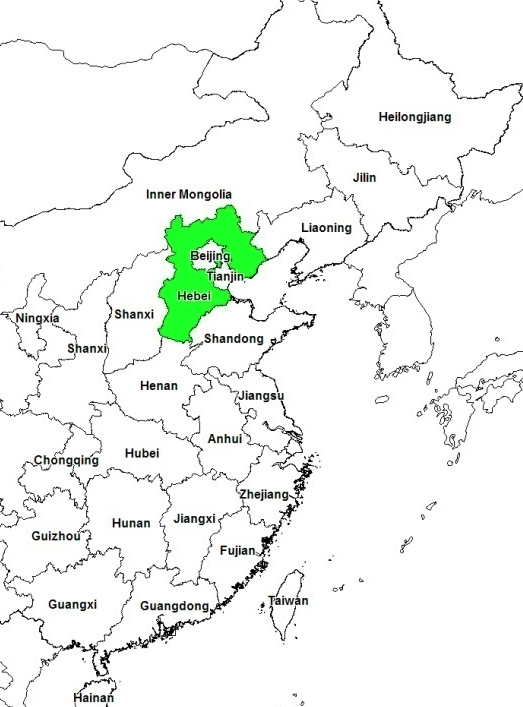 Heilongjiang
Jilin
Inner Mongolia
Liaoning
Beijing
Tianjin
Hebei
Shanxi
Ningxia
Shandong
Shanxi
Henan
Jiangsu
Anhui
Hubei
Chongqing
Zhejiang
Jiangxi
Hunan
Guizhou
Fujian
Guangxi
Guangdong
Taiwan
Hainan